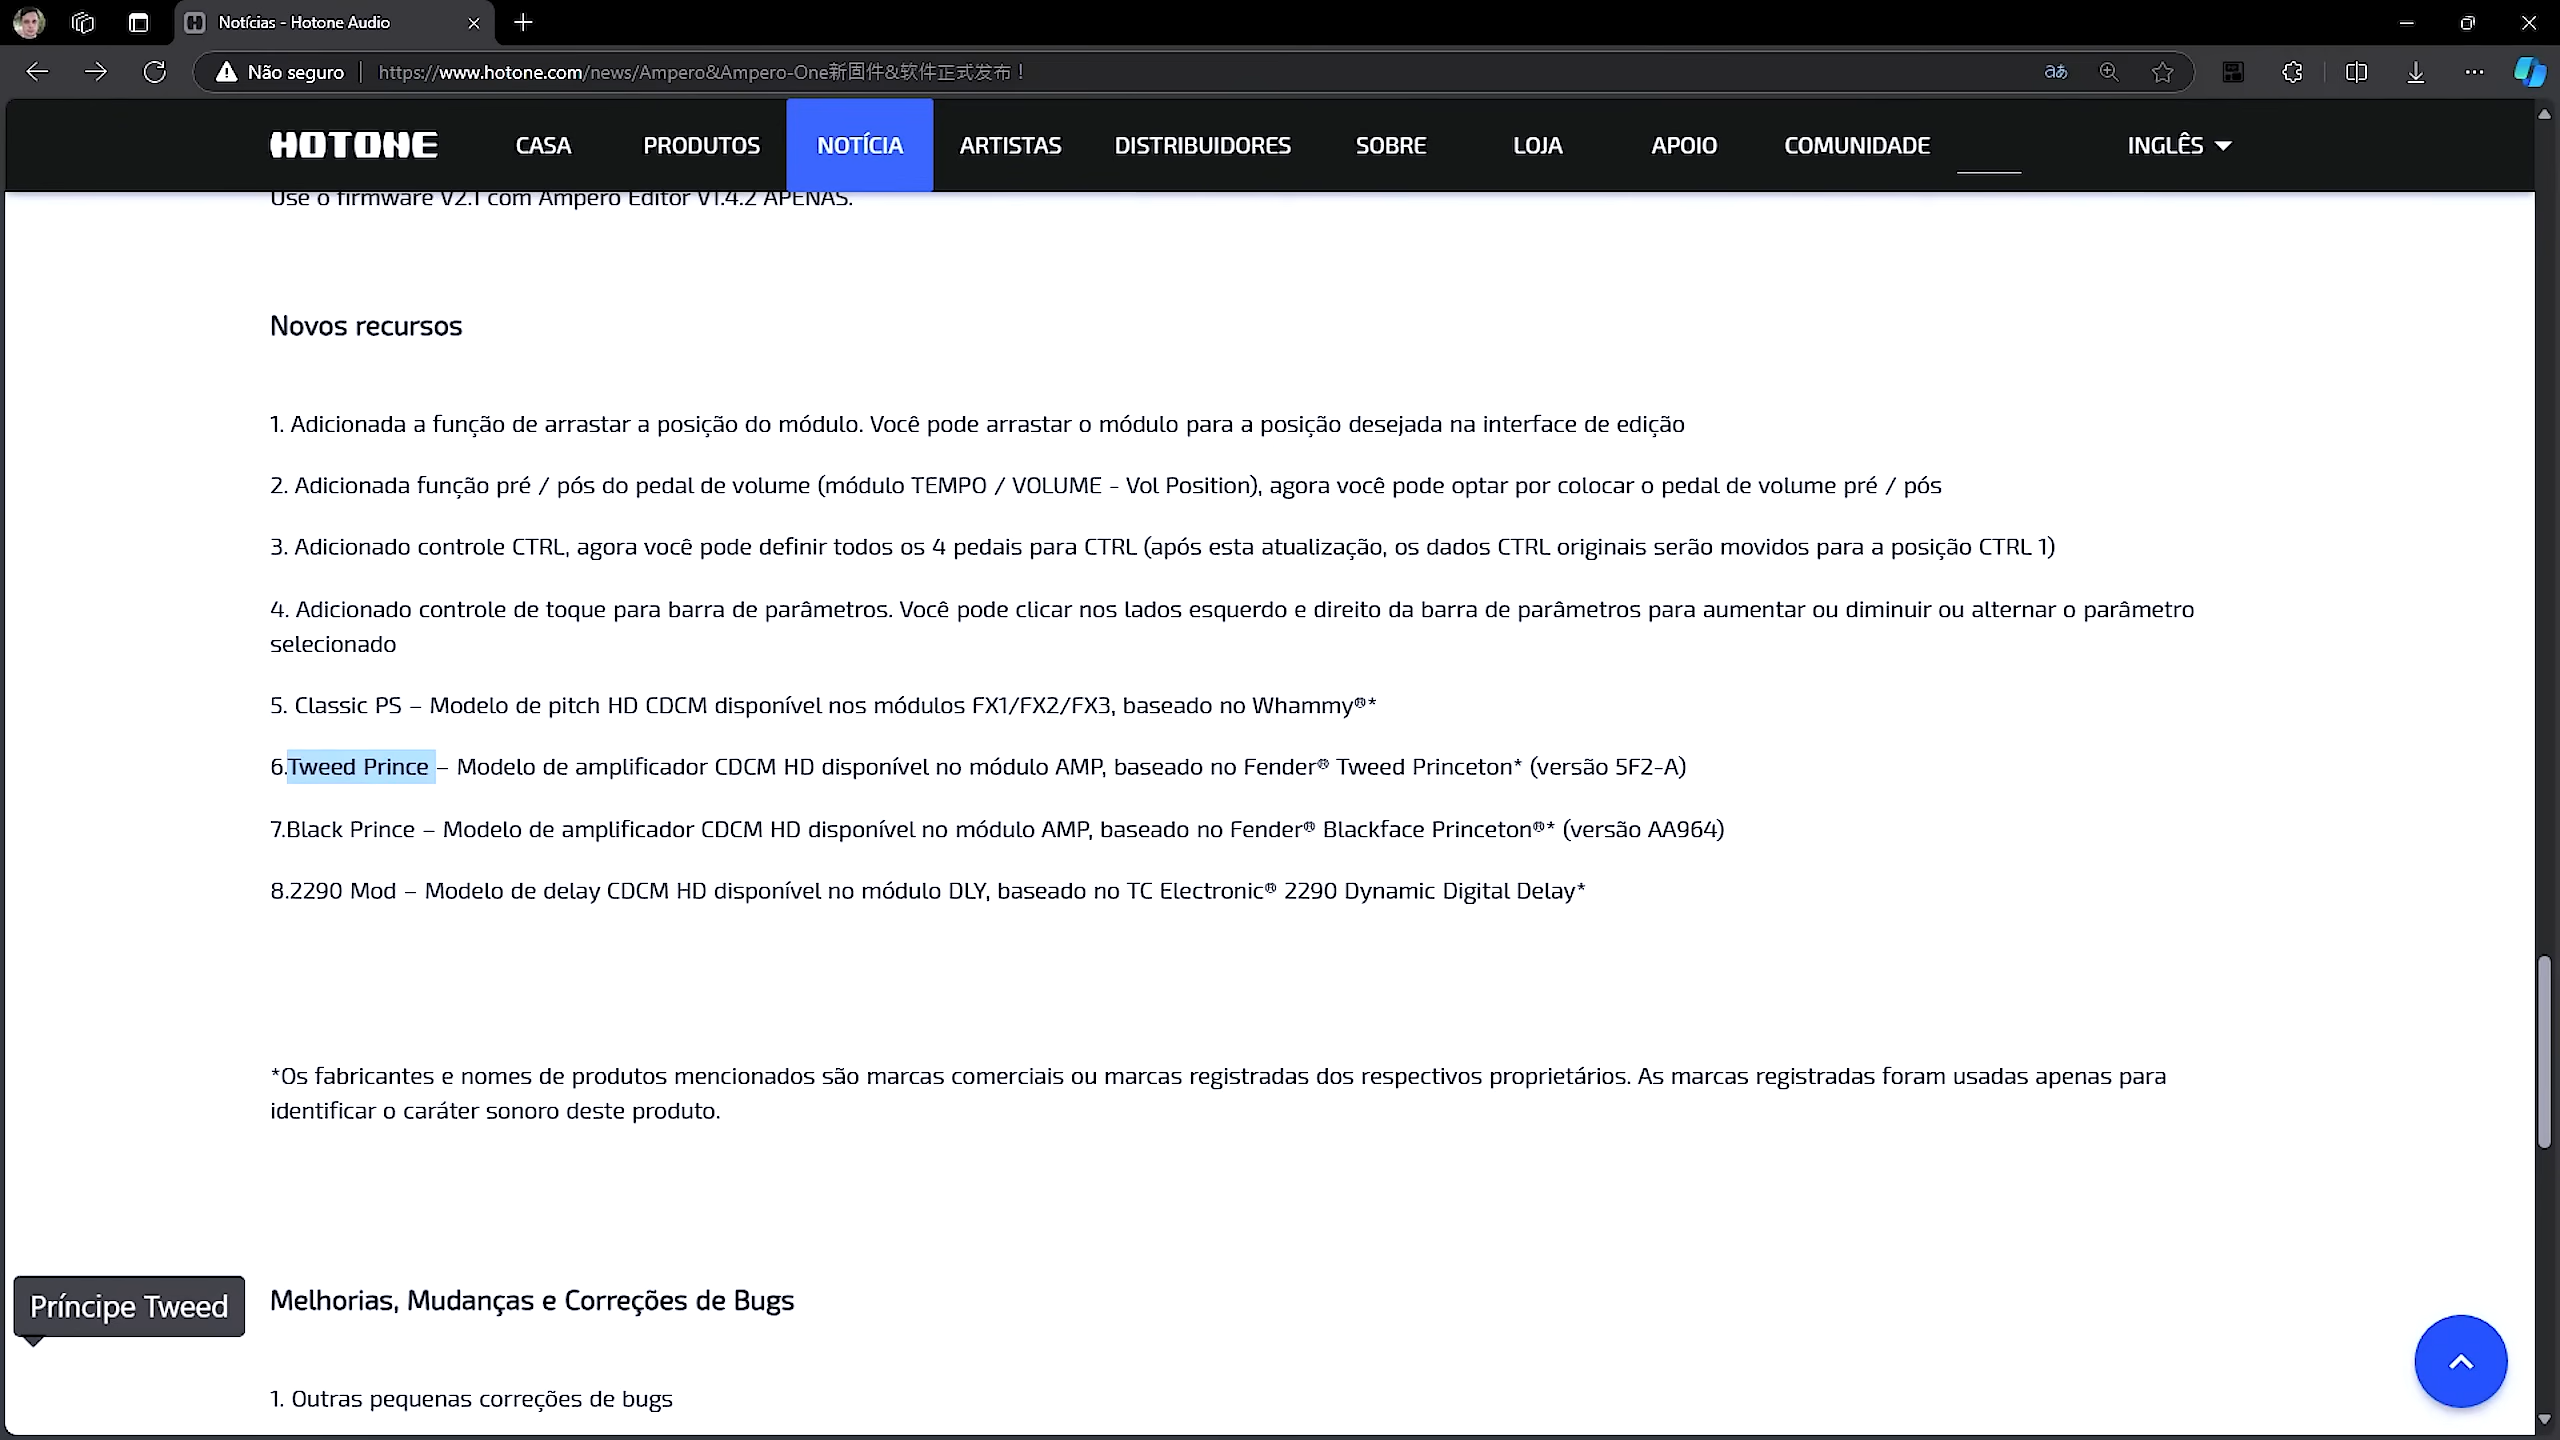 Notícias - Hotone Audio
Não seguro
https://www.hotone.com/news/Ampero&Ampero-One新固件&软件正式发布！
aあ
HOTONE
CASA
PRODUTOS
NOTÍCIA
ARTISTAS
DISTRIBUIDORES
SOBRE
LOJA
APOIO
COMUNIDADE
INGLÊS
Use o firmware V2.1 com Ampero Editor V1.4.2 APENAS.
Novos recursos
1. Adicionada a função de arrastar a posição do módulo. Você pode arrastar o módulo para a posição desejada na interface de edição
2. Adicionada função pré / pós do pedal de volume (módulo TEMPO / VOLUME - Vol Position), agora você pode optar por colocar o pedal de volume pré / pós
3. Adicionado controle CTRL, agora você pode definir todos os 4 pedais para CTRL (após esta atualização, os dados CTRL originais serão movidos para a posição CTRL 1)
4. Adicionado controle de toque para barra de parâmetros. Você pode clicar nos lados esquerdo e direito da barra de parâmetros para aumentar ou diminuir ou alternar o parâmetro
selecionado
5. Classic PS – Modelo de pitch HD CDCM disponível nos módulos FX1/FX2/FX3, baseado no Whammy®*
6.Tweed Prince – Modelo de amplificador CDCM HD disponível no módulo AMP, baseado no Fender® Tweed Princeton* (versão 5F2-A)
7.Black Prince – Modelo de amplificador CDCM HD disponível no módulo AMP, baseado no Fender® Blackface Princeton®* (versão AA964)
8.2290 Mod – Modelo de delay CDCM HD disponível no módulo DLY, baseado no TC Electronic® 2290 Dynamic Digital Delay*
*Os fabricantes e nomes de produtos mencionados são marcas comerciais ou marcas registradas dos respectivos proprietários. As marcas registradas foram usadas apenas para
identificar o caráter sonoro deste produto.
Príncipe Tweed
Melhorias, Mudanças e Correções de Bugs
1. Outras pequenas correções de bugs